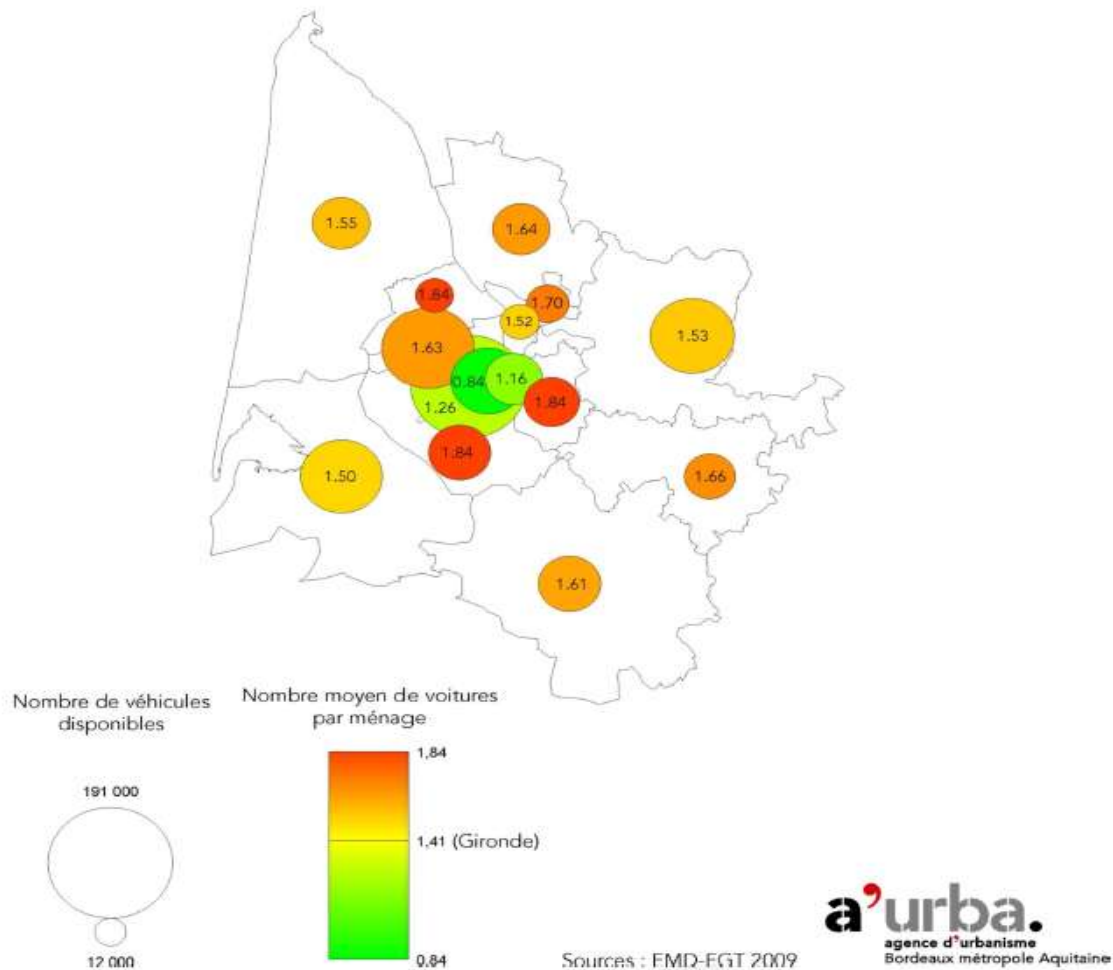 1.55
1.64
1.84
1.70
1.52
1.53
1.63
0.84
1.16
1.26
1.84
1.84
1.50
1.66
1.61
Nombre de véhicules
disponibles
191 000
12 000
Nombre moyen de voitures
par ménage
1,84
1,41 (Gironde)
0,84
Sources : EMD-EGT 2009
a'urba.
agence d'urbanisme
Bordeaux métropole Aquitaine